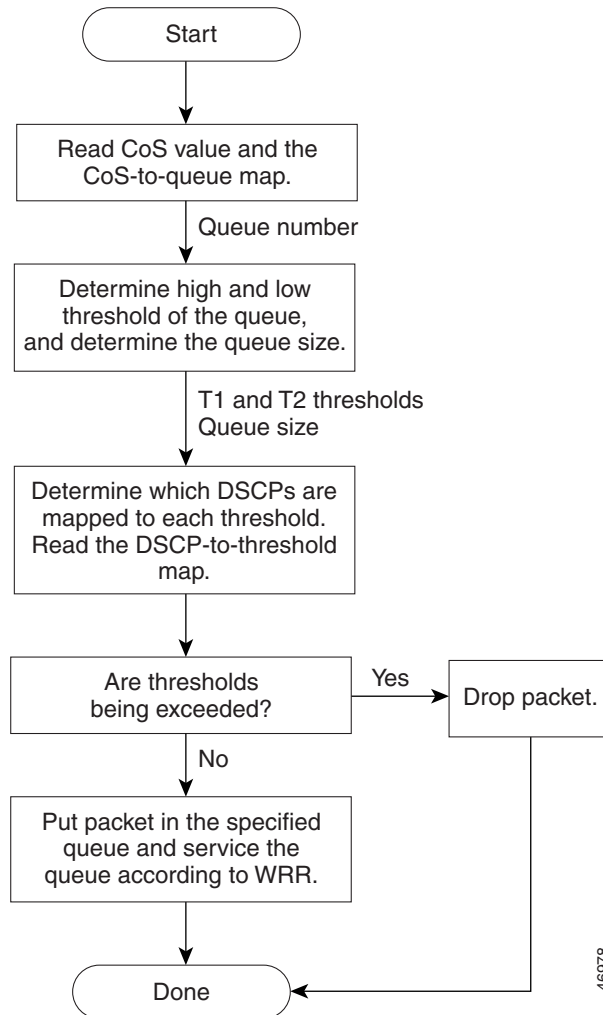 Start
Read CoS value and the
CoS-to-queue map.
Queue number
Determine high and low
threshold of the queue,
and determine the queue size.
T1 and T2 thresholds
Queue size
Determine which DSCPs are
mapped to each threshold.
Read the DSCP-to-threshold
map.
Are thresholds
being exceeded?
Yes
Drop packet.
No
Put packet in the specified
queue and service the
queue according to WRR.
Done
46978